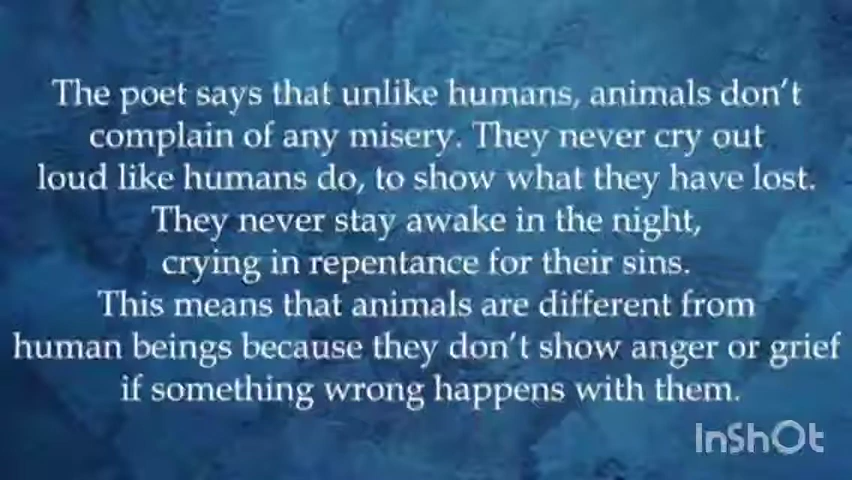 The poet says that unlike humans, animals don't
complain of any misery. They never cry out
loud like humans do, to show what they have lost.
They never stay awake in the night,
crying in repentance for their sins.
This means that animals are different from
human beings because they don't show anger or grief
if something wrong happens with them.
InShOt